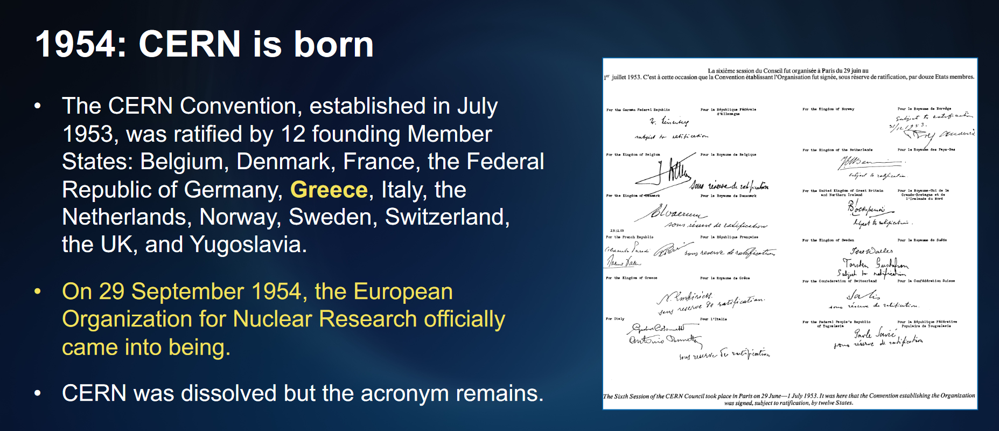 1954: CERN is born
• The CERN Convention, established in July
1953, was ratified by 12 founding Member
States: Belgium, Denmark, France, the Federal
Republic of Germany, Greece, Italy, the
Netherlands, Norway, Sweden, Switzerland,
the UK, and Yugoslavia.
• On 29 September 1954, the European
Organization for Nuclear Research officially
came into being.
• CERN was dissolved but the acronym remains.
La sixième session du Conseil fut organisée à Paris du 29 juin au
1er juillet 1953. C'est à cette occasion que la Convention établissant l'Organisation fut signée, sous réserve de ratification, par douze Etats membres.
For the German Federal Republic
Pour la République Fédérale
d'Allemagne
subject to ratification
For the Kingdom of Belgium
Pour le Royaume de Belgique
sous réserve de ratification
For the Kingdom of Denmark
Pour le Royaume de Danemark
sous réserve de ratification
23.12.53
For the French Republic
Pour la République Française
sous reserve de ratification
For the Kingdom of Greece
Pour le Royaume de Grèce
N. Embiricos.
sous reserve de ratification.
For Italy
Pour l'Italie
Antonio Pennetta
sous reserve de ratification
For the Kingdom of Norway
Pour le Royaume de Norvège
subject to ratification
31/12 1953.
For the Kingdom of the Netherlands
Pour le Royaume des Pays-Bas
subject to ratification.
For the United Kingdom of Great Britain
and Northern Ireland
Pour le Royaume-Uni de la
Grande-Bretagne et de
l'Irelande du Nord
subject to ratification.
For the Kingdom of Sweden
Pour le Royaume de Suède
Torsten Gustafson
Subject to ratification
For the Confederation of Switzerland
Pour la Confédération Suisse
sous réserve de ratification.
For the Federal People's Republic
of Yugoslavia
Pour la République Fédérative
Populaire de Yougoslavie
Pavle Savić
sous réserve de ratification
The Sixth Session of the CERN Council took place in Paris on 29 June—1 July 1953. It was here that the Convention establishing the Organization
was signed, subject to ratification, by twelve States.